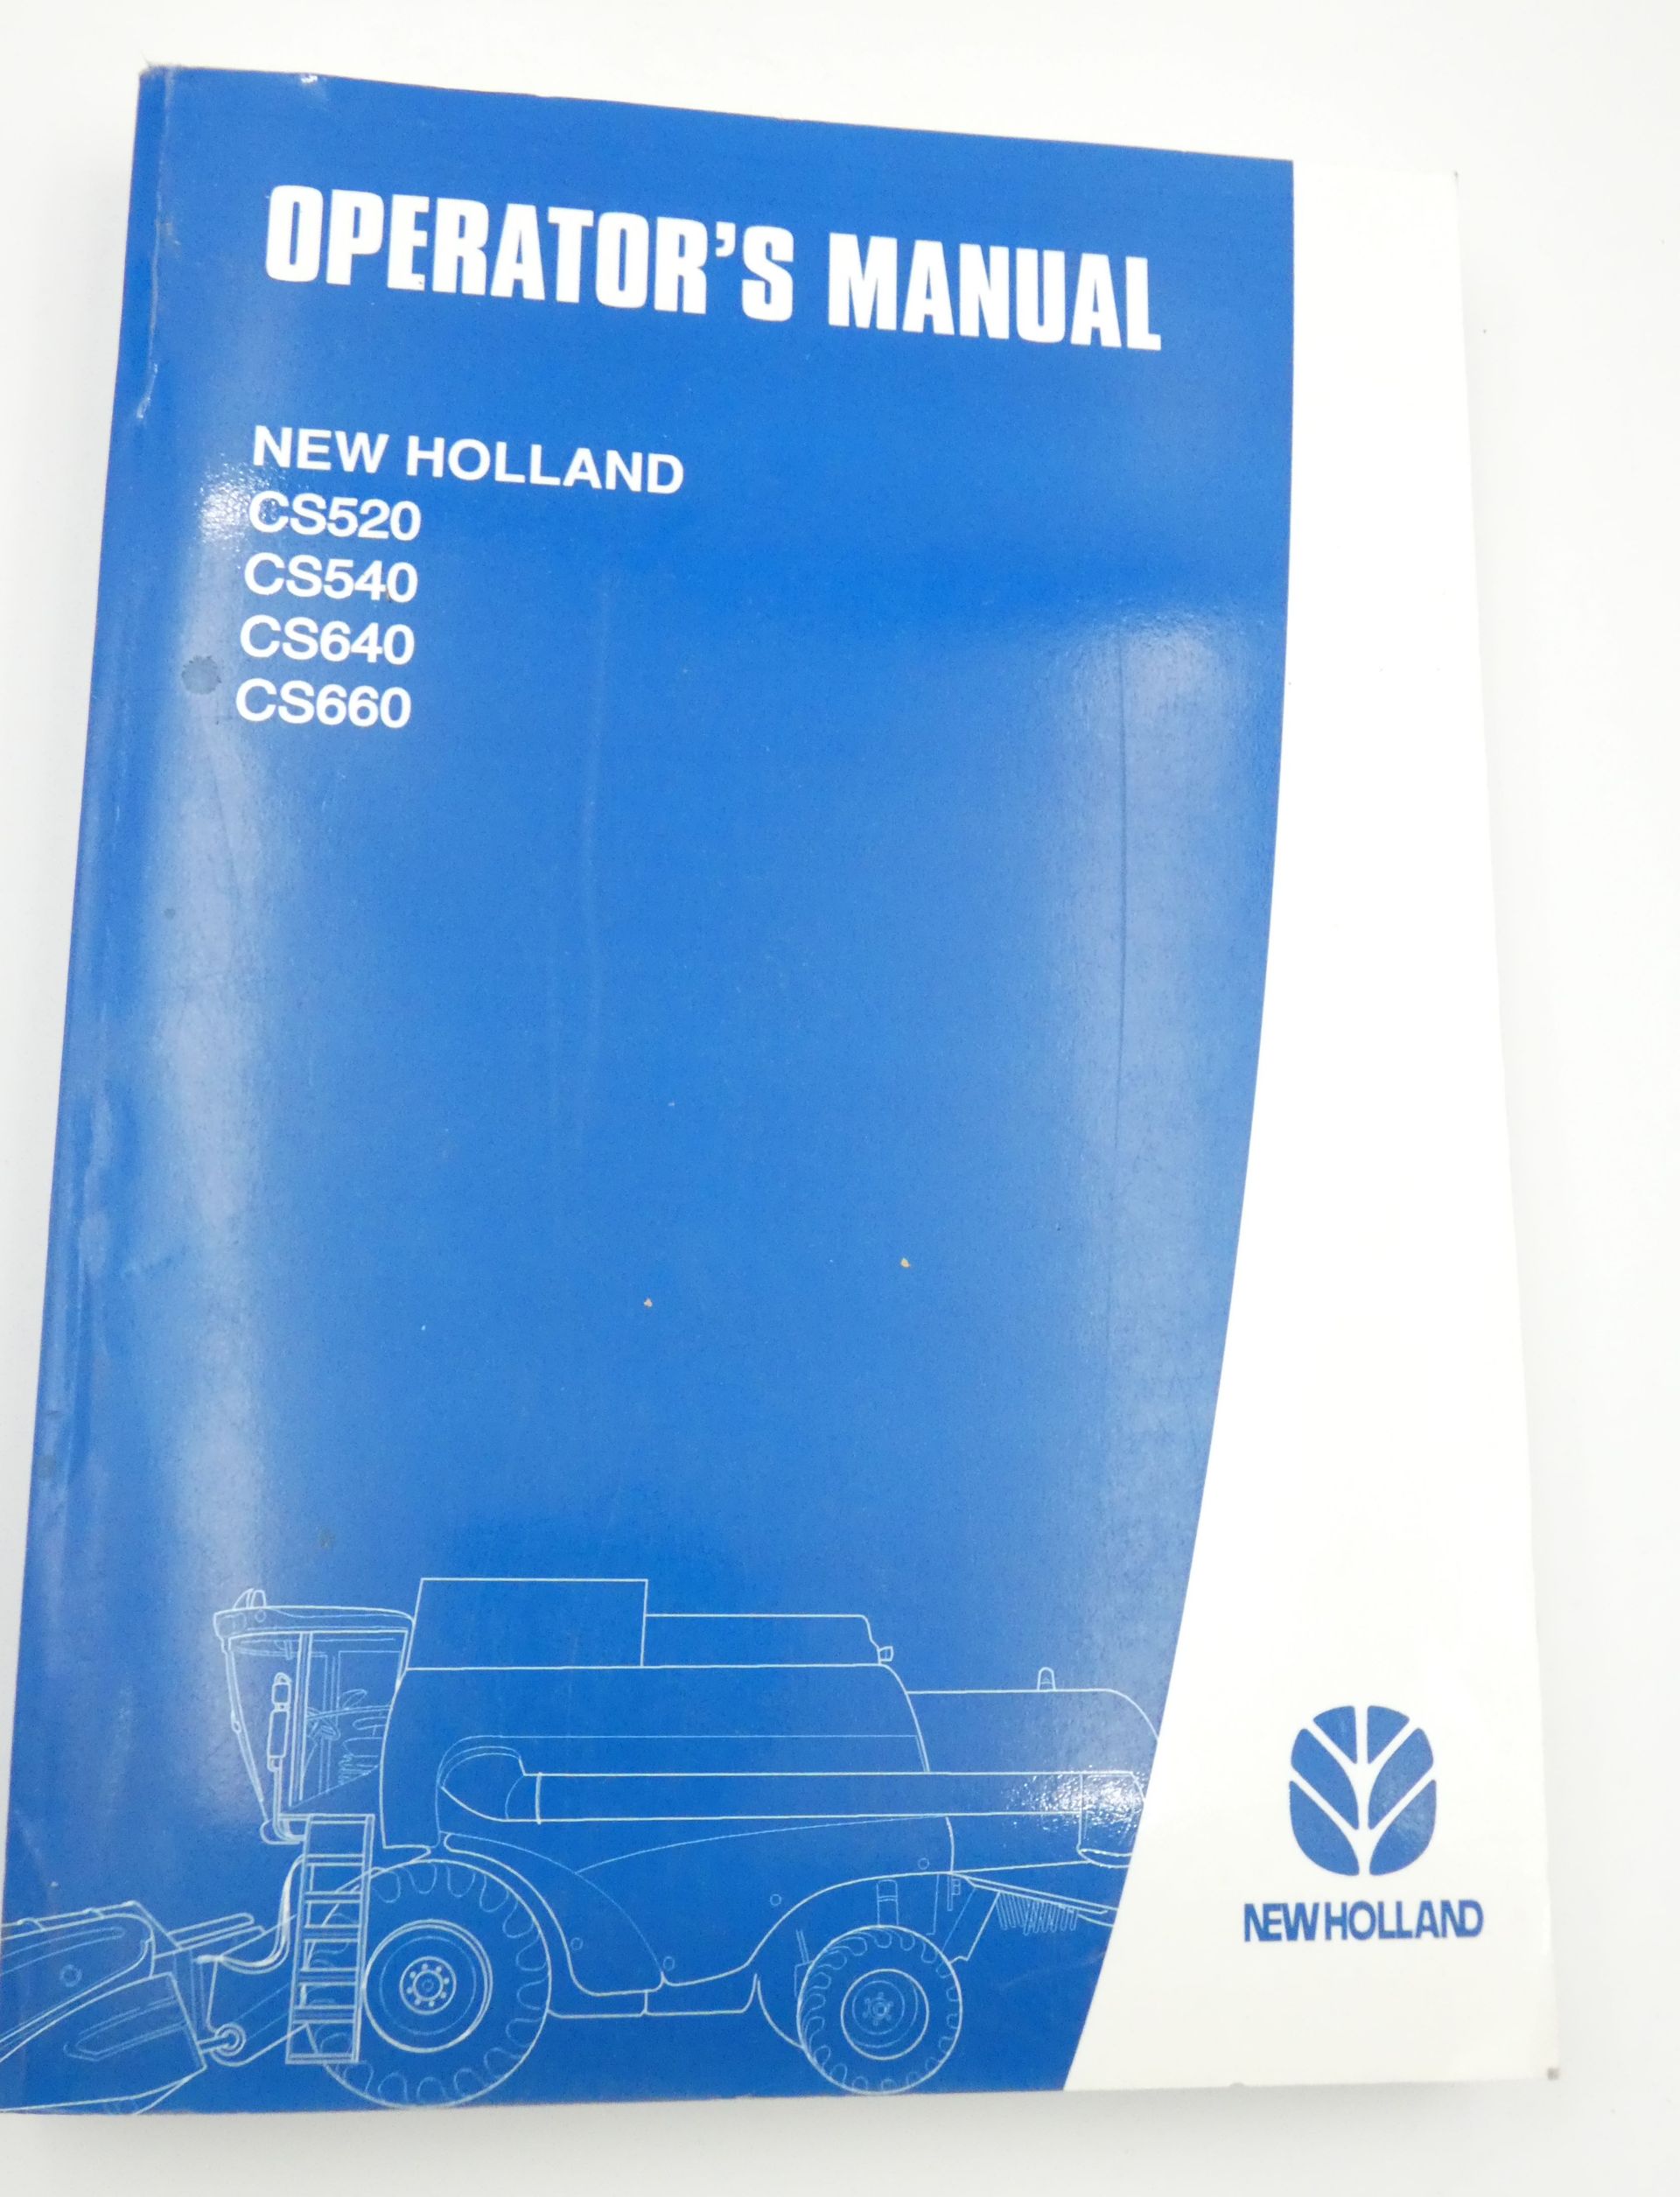 OPERATOR'S MANUAL
NEW HOLLAND
CS520
CS540
CS640
CS660
NEW HOLLAND